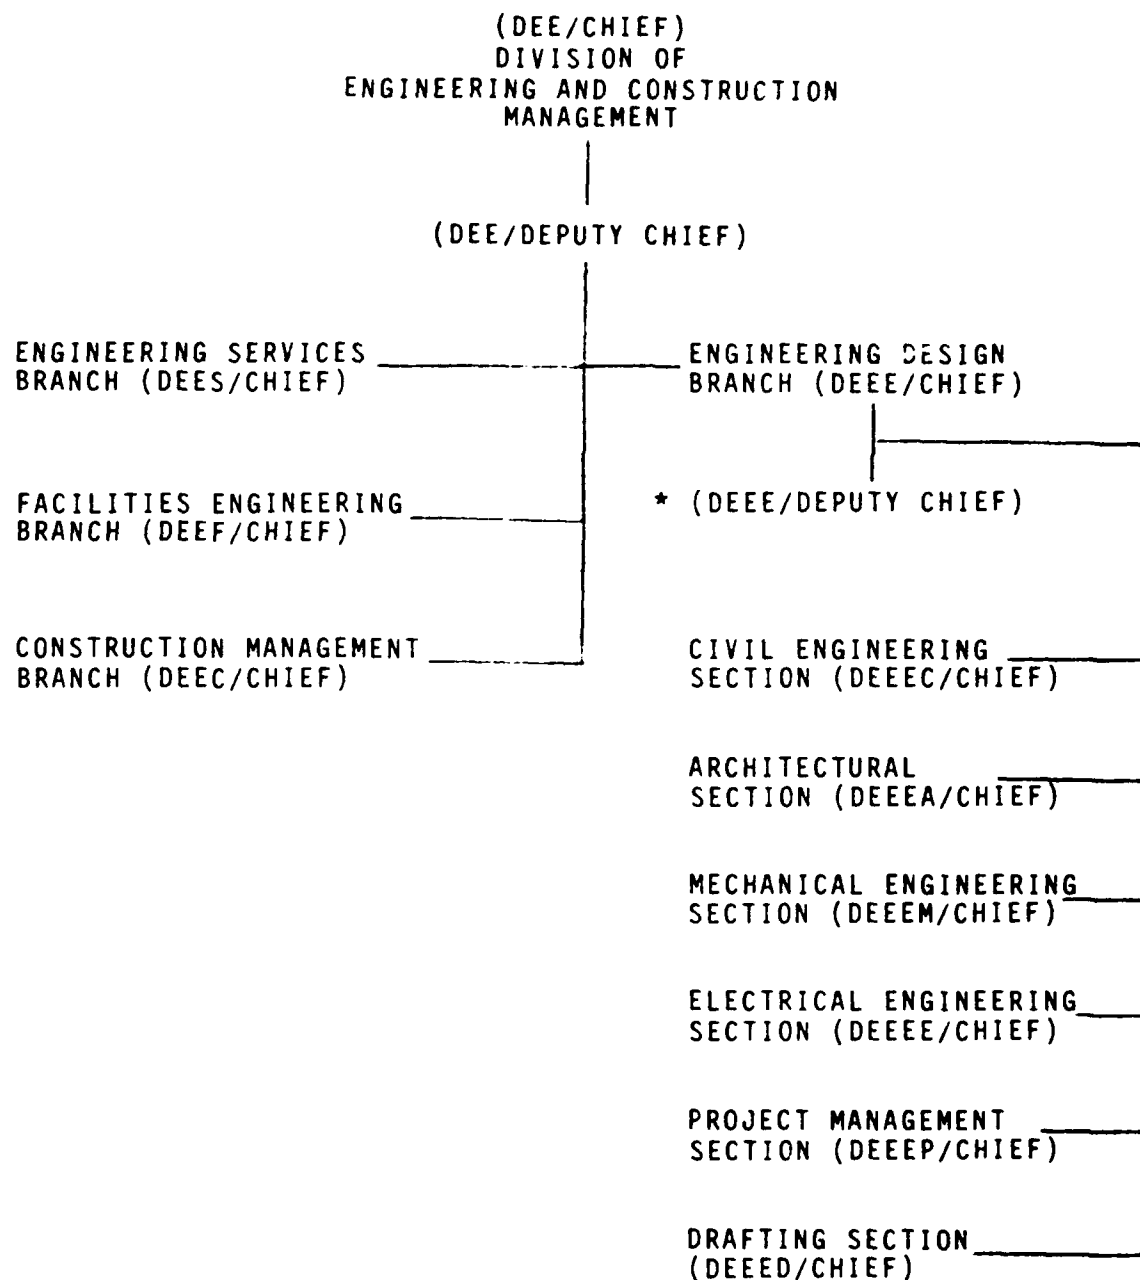 (DEE/CHIEF)
DIVISION OF
ENGINEERING AND CONSTRUCTION
MANAGEMENT
(DEE/DEPUTY CHIEF)
ENGINEERING SERVICES
BRANCH (DEES/CHIEF)
ENGINEERING DESIGN
BRANCH (DEEE/CHIEF)
FACILITIES ENGINEERING
BRANCH (DEEF/CHIEF)
* (DEEE/DEPUTY CHIEF)
CONSTRUCTION MANAGEMENT
BRANCH (DEEC/CHIEF)
CIVIL ENGINEERING
SECTION (DEEEC/CHIEF)
ARCHITECTURAL
SECTION (DEEEA/CHIEF)
MECHANICAL ENGINEERING
SECTION (DEEEM/CHIEF)
ELECTRICAL ENGINEERING
SECTION (DEEEE/CHIEF)
PROJECT MANAGEMENT
SECTION (DEEEP/CHIEF)
DRAFTING SECTION
(DEEED/CHIEF)